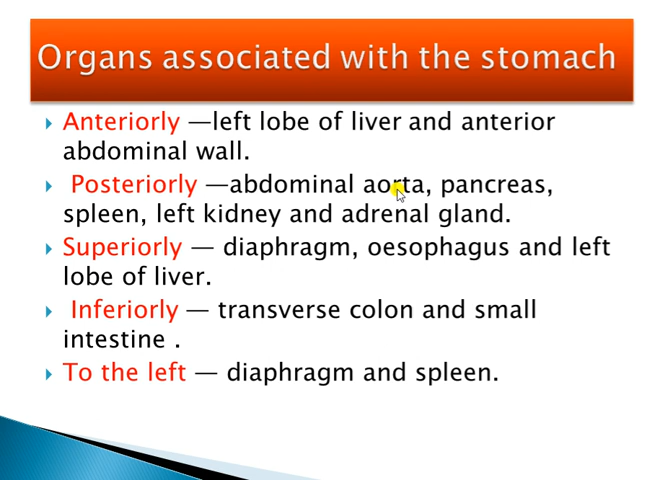 Organs associated with the stomach
Anteriorly —left lobe of liver and anterior
abdominal wall.
Posteriorly —abdominal aorta, pancreas,
spleen, left kidney and adrenal gland.
Superiorly — diaphragm, oesophagus and left
lobe of liver.
Inferiorly — transverse colon and small
intestine .
To the left — diaphragm and spleen.